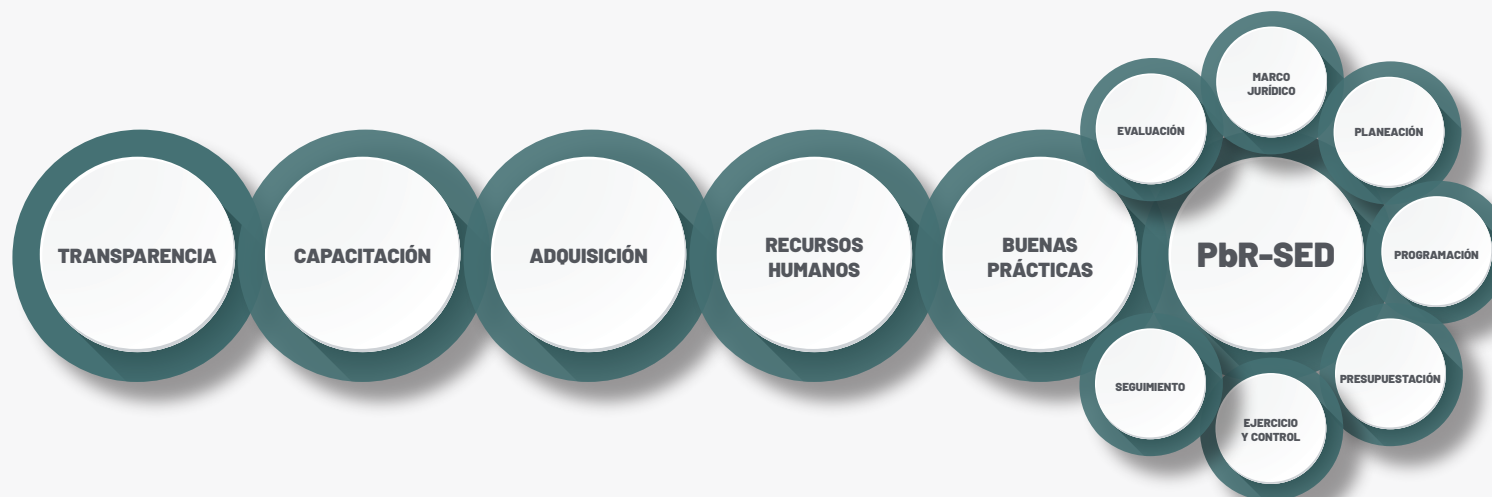 TRANSPARENCIA
CAPACITACIÓN
ADQUISICIÓN
RECURSOS
HUMANOS
BUENAS
PRÁCTICAS
PbR-SED
EVALUACIÓN
MARCO
JURÍDICO
PLANEACIÓN
PROGRAMACIÓN
PRESUPUESTACIÓN
EJERCICIO
Y CONTROL
SEGUIMIENTO